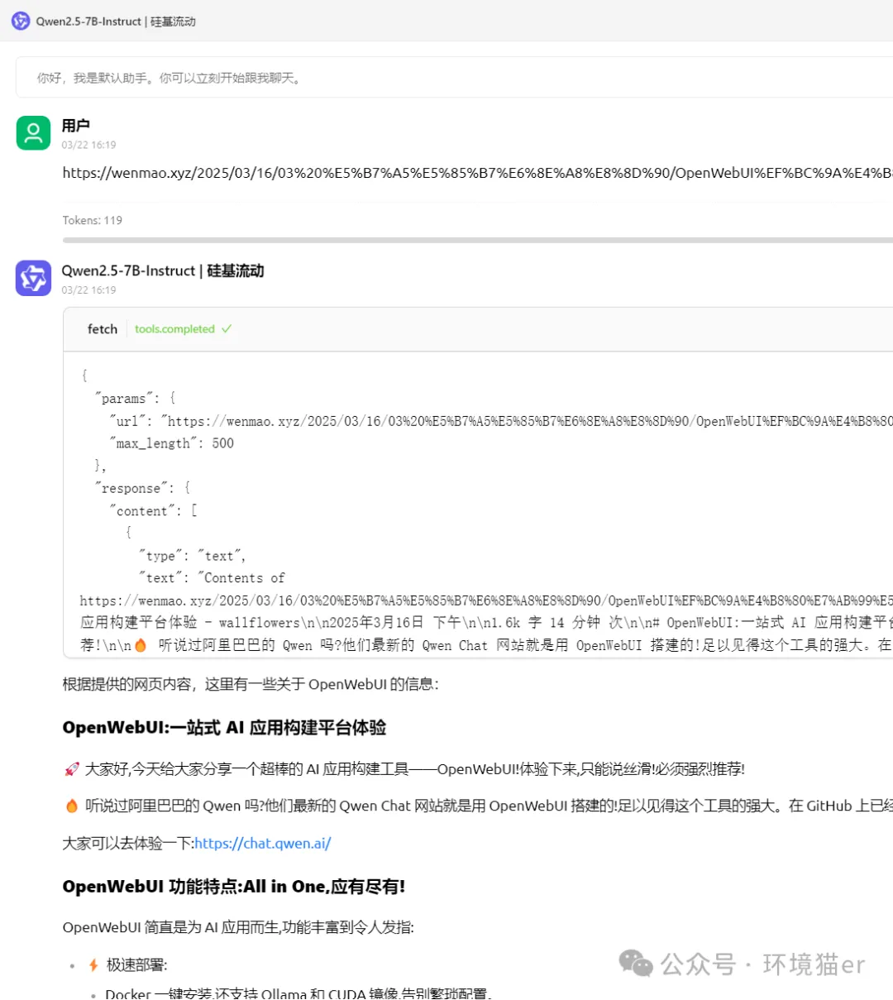 Qwen2.5-7B-Instruct | 硅基流动
你好，我是默认助手。你可以立刻开始跟我聊天。
用户
03/22 16:19
https://wenmao.xyz/2025/03/16/03%20%E5%B7%A5%E5%85%B7%E6%8E%A8%E8%8D%90/OpenWebUI%EF%BC%9A%E4%B8
Tokens: 119
Qwen2.5-7B-Instruct | 硅基流动
03/22 16:19
fetch tools.completed ✓
{
"params": {
"url": "https://wenmao.xyz/2025/03/16/03%20%E5%B7%A5%E5%85%B7%E6%8E%A8%E8%8D%90/OpenWebUI%EF%BC%9A%E4%B8%80
"max_length": 500
},
"response": {
"content": [
{
"type": "text",
"text": "Contents of
https://wenmao.xyz/2025/03/16/03%20%E5%B7%A5%E5%85%B7%E6%8E%A8%E8%8D%90/OpenWebUI%EF%BC%9A%E4%B8%80%E7%AB%99%E5
应用构建平台体验 - wallflowers\n\n2025年3月16日 下午\n\n1.6k 字 14 分钟 次\n\n# OpenWebUI:一站式 AI 应用构建平台
荐!\n\n🔥 听说过阿里巴巴的 Qwen 吗?他们最新的 Qwen Chat 网站就是用 OpenWebUI 搭建的!足以见得这个工具的强大。在
根据提供的网页内容，这里有一些关于 OpenWebUI 的信息：
OpenWebUI:一站式 AI 应用构建平台体验
🚀 大家好,今天给大家分享一个超棒的 AI 应用构建工具——OpenWebUI!体验下来,只能说丝滑!必须强烈推荐!
🔥 听说过阿里巴巴的 Qwen 吗?他们最新的 Qwen Chat 网站就是用 OpenWebUI 搭建的!足以见得这个工具的强大。在 GitHub 上已经
大家可以去体验一下:https://chat.qwen.ai/
OpenWebUI 功能特点:All in One,应有尽有!
OpenWebUI 简直是为 AI 应用而生,功能丰富到令人发指:
• ⚡ 极速部署:
• Docker 一键安装,还支持 Ollama 和 CUDA 镜像,告别繁琐配置。
公众号 · 环境猫er